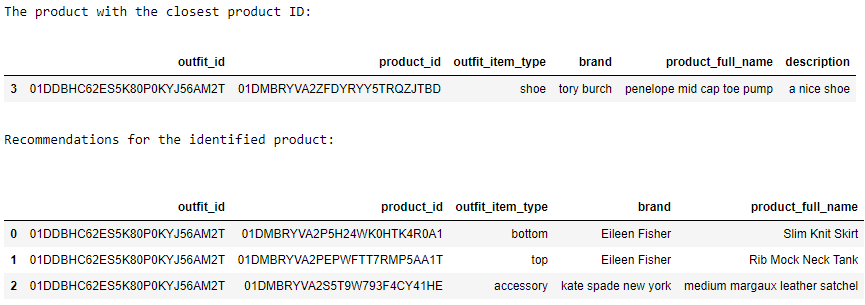 The product with the closest product ID:
outfit_id product_id outfit_item_type brand product_full_name description
3 01DDBHC62ES5K80P0KYJ56AM2T 01DMBRYVA2ZFDYRYY5TRQZJTBD shoe tory burch penelope mid cap toe pump a nice shoe
Recommendations for the identified product:
outfit_id product_id outfit_item_type brand product_full_name
0 01DDBHC62ES5K80P0KYJ56AM2T 01DMBRYVA2P5H24WK0HTK4R0A1 bottom Eileen Fisher Slim Knit Skirt
1 01DDBHC62ES5K80P0KYJ56AM2T 01DMBRYVA2PEPWFTT7RMP5AA1T top Eileen Fisher Rib Mock Neck Tank
2 01DDBHC62ES5K80P0KYJ56AM2T 01DMBRYVA2S5T9W793F4CY41HE accessory kate spade new york medium margaux leather satchel